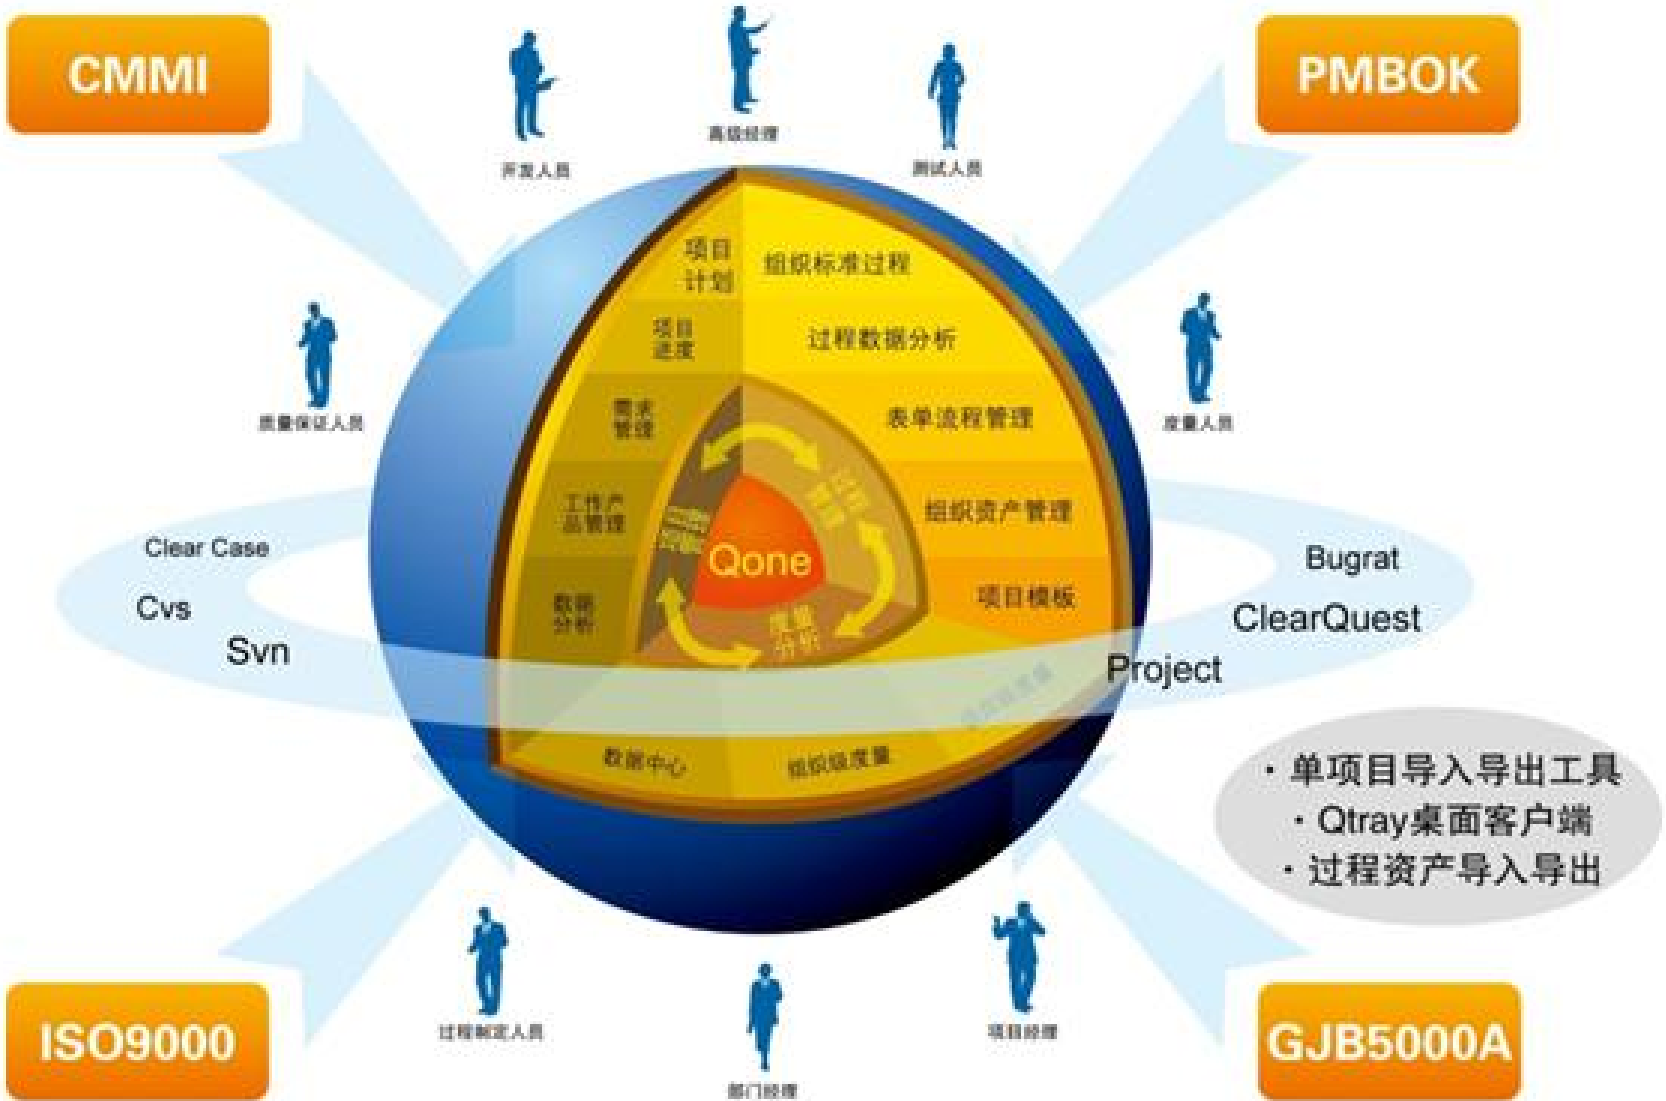 CMMI
PMBOK
开发人员
高级经理
测试人员
质量保证人员
度量人员
项目
计划
项目
进度
需求
管理
工作产
品管理
数据
分析
组织标准过程
过程数据分析
表单流程管理
组织资产管理
项目模板
过程
管理
Qone
度量
分析
Clear Case
Cvs
Svn
Bugrat
ClearQuest
Project
数据中心
组织级度量
·单项目导入导出工具
·Qtray桌面客户端
·过程资产导入导出
过程制定人员
部门经理
项目经理
ISO9000
GJB5000A